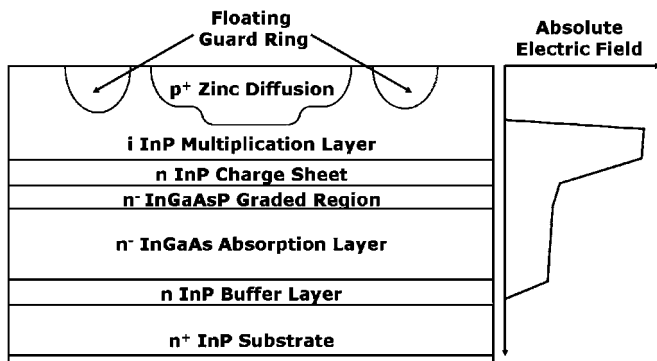 Floating
Guard Ring
Absolute
Electric Field
p+ Zinc Diffusion
i InP Multiplication Layer
n InP Charge Sheet
n- InGaAsP Graded Region
n- InGaAs Absorption Layer
n InP Buffer Layer
n+ InP Substrate